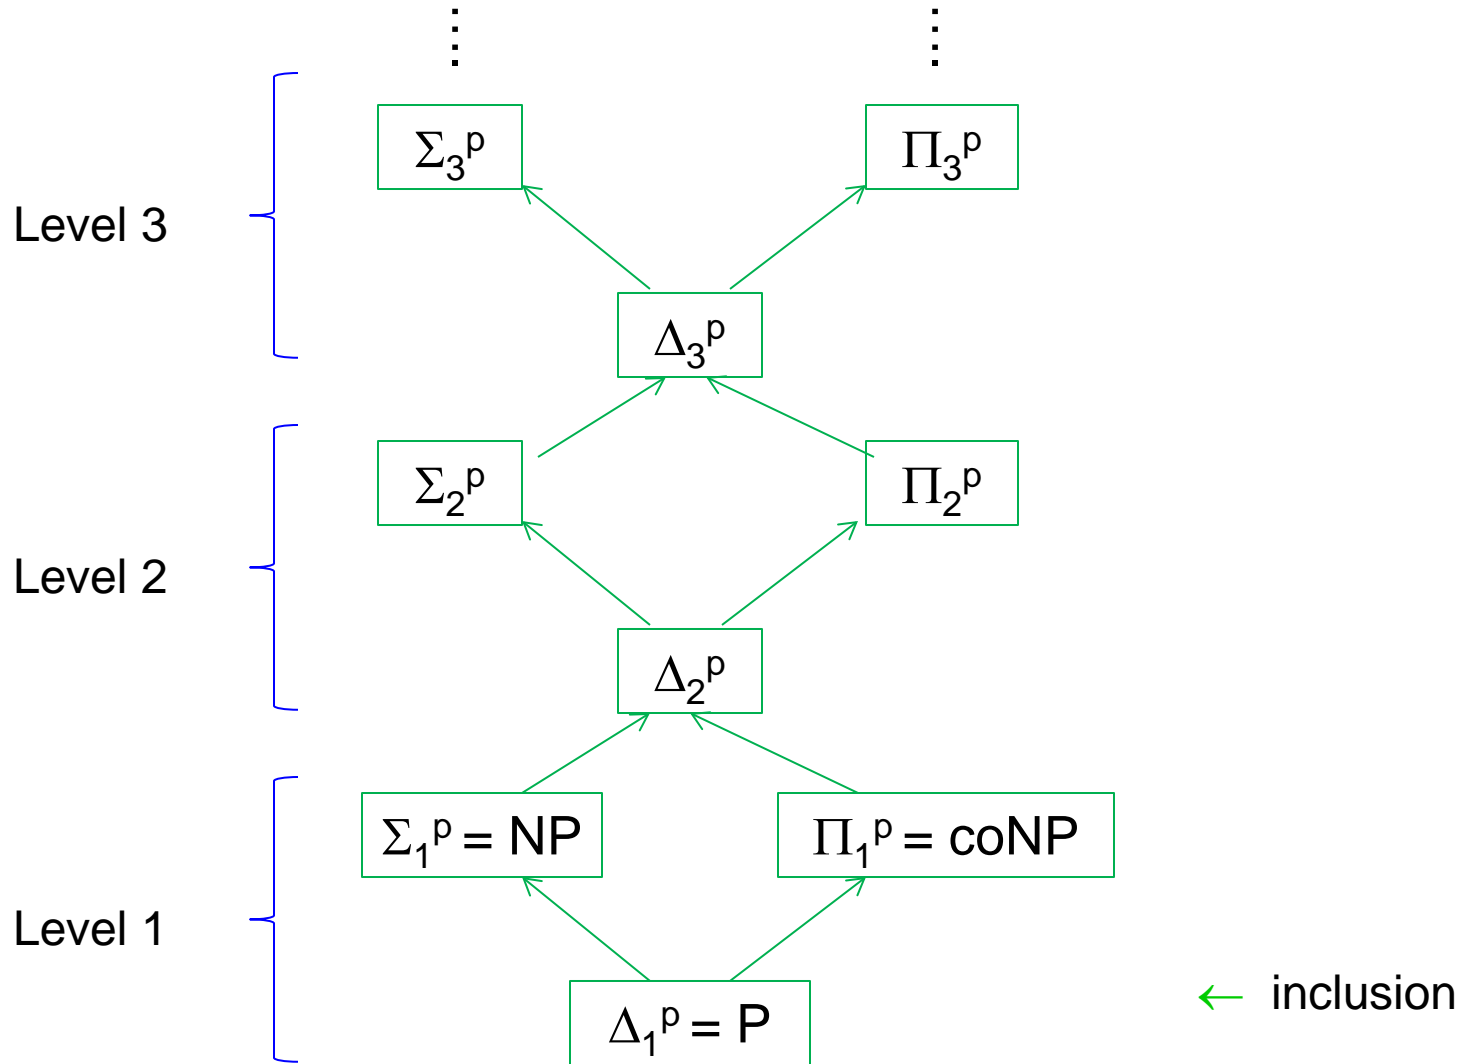 ⋮ ⋮
Σ₃ᵖ Π₃ᵖ
Level 3
Δ₃ᵖ
Σ₂ᵖ Π₂ᵖ
Level 2
Δ₂ᵖ
Σ₁ᵖ = NP Π₁ᵖ = coNP
Level 1
← inclusion
Δ₁ᵖ = P